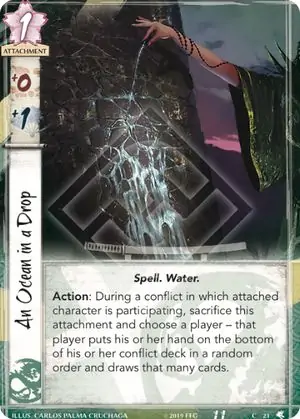 1
ATTACHMENT
+0
+1
An Ocean in a Drop
Spell. Water.
Action: During a conflict in which attached
character is participating, sacrifice this
attachment and choose a player – that
player puts his or her hand on the bottom
of his or her conflict deck in a random
order and draws that many cards.
ILLUS. CARLOS PALMA CRUCHAGA
©2019 FFG
C 21